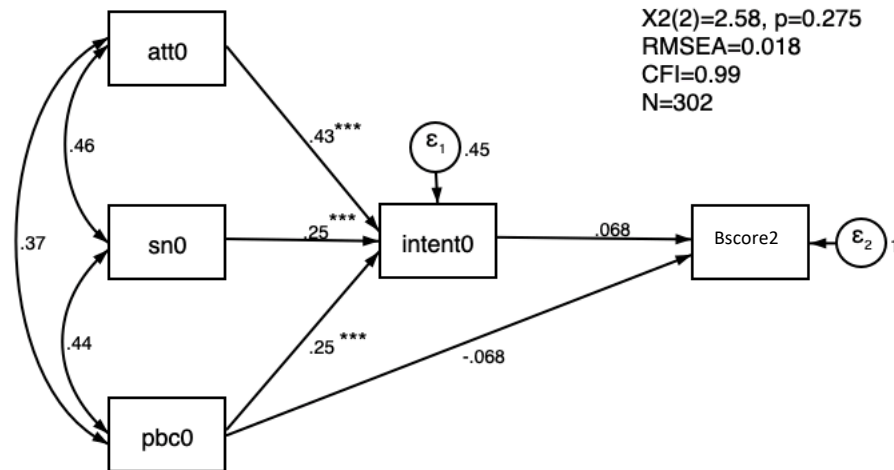 X2(2)=2.58, p=0.275
RMSEA=0.018
CFI=0.99
N=302
att0
.43***
ε1
.45
.46
.37
sn0
.25***
intent0
.068
Bscore2
ε2
.44
.25***
-.068
pbc0